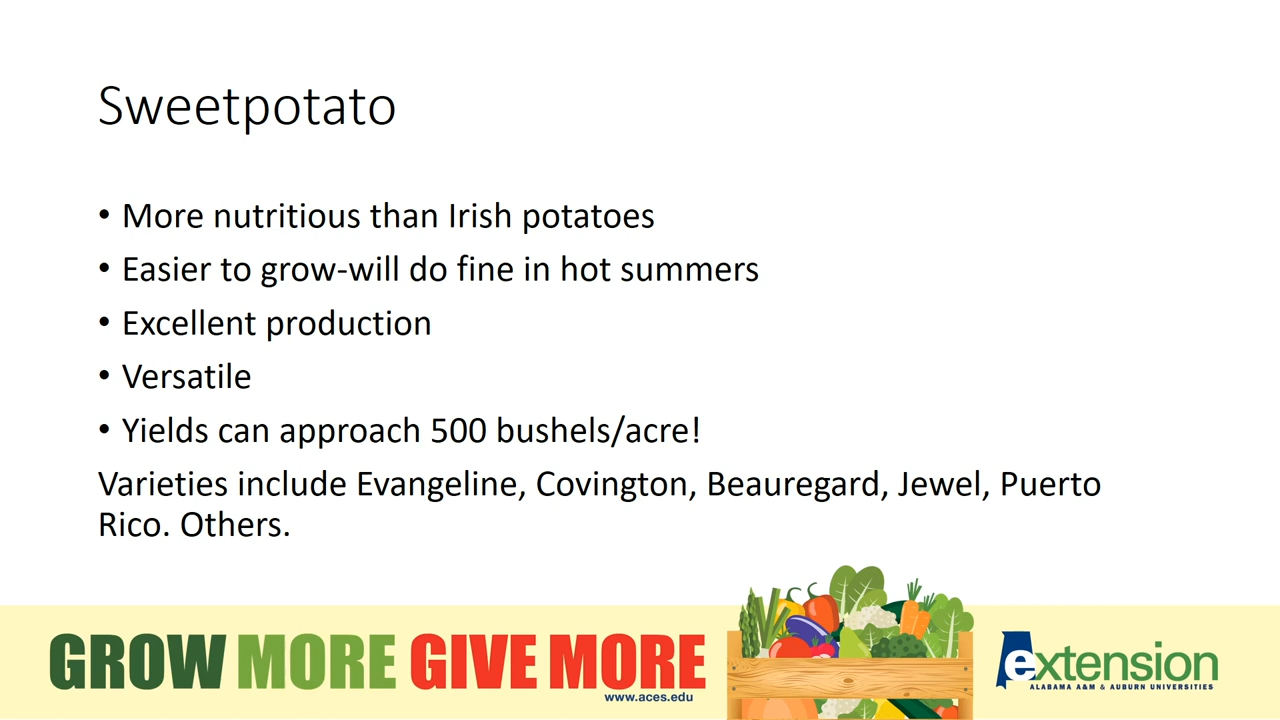 Sweetpotato
• More nutritious than Irish potatoes
• Easier to grow-will do fine in hot summers
• Excellent production
• Versatile
• Yields can approach 500 bushels/acre!
Varieties include Evangeline, Covington, Beauregard, Jewel, Puerto
Rico. Others.
GROW MORE GIVE MORE
www.aces.edu
extension
ALABAMA A&M & AUBURN UNIVERSITIES